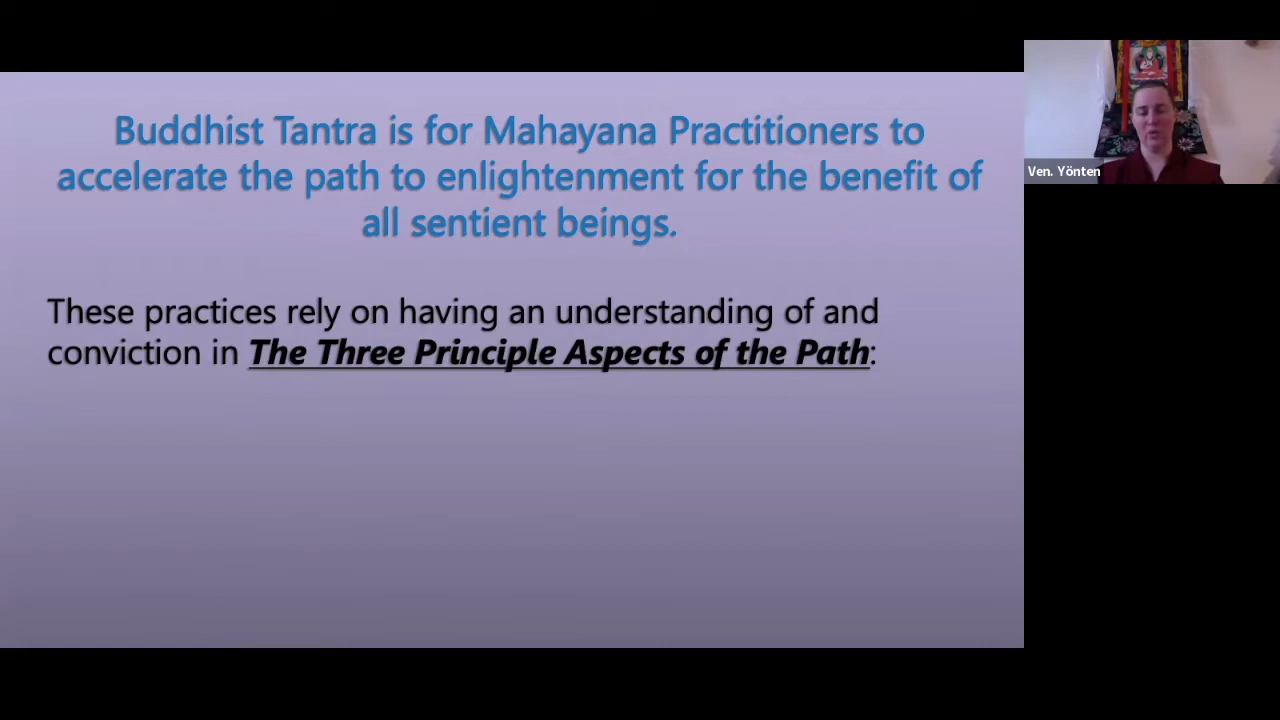 Buddhist Tantra is for Mahayana Practitioners to
accelerate the path to enlightenment for the benefit of
all sentient beings.
These practices rely on having an understanding of and
conviction in The Three Principle Aspects of the Path:
Ven. Yönten